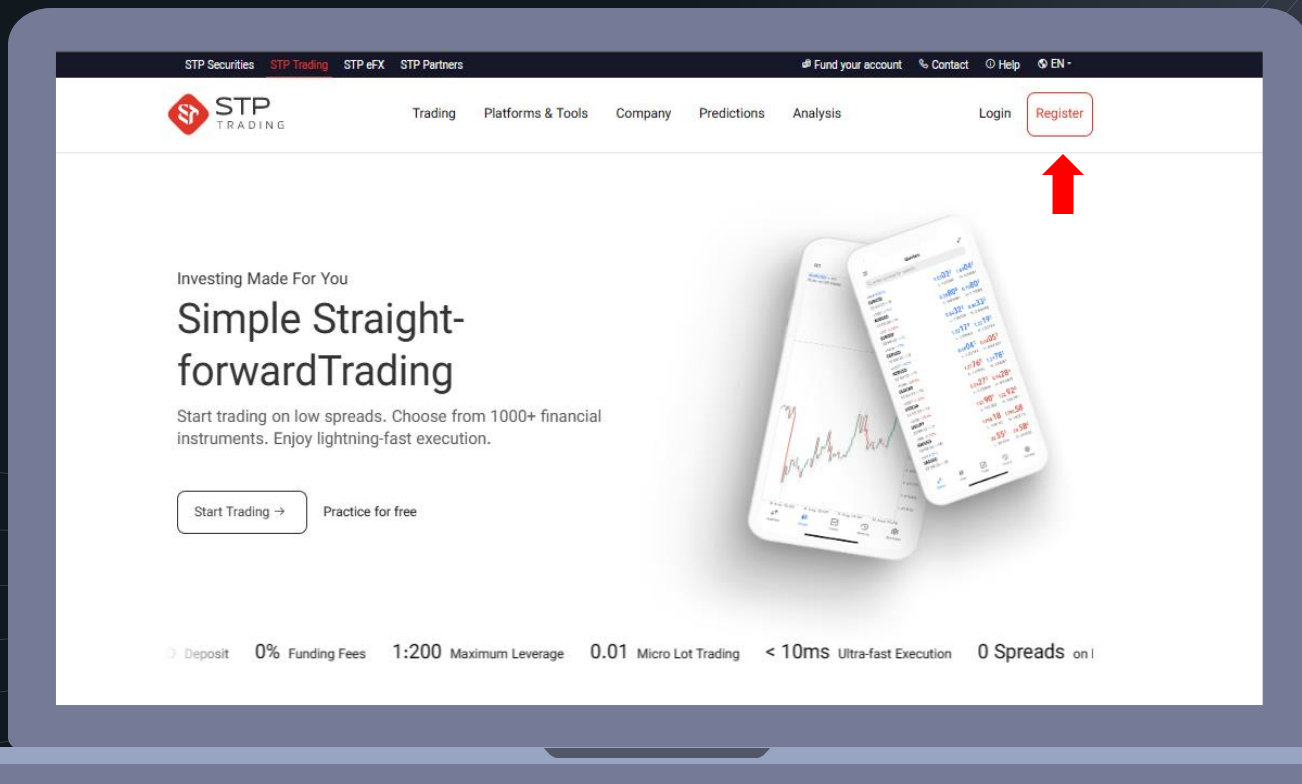 STP Securities STP Trading STP eFX STP Partners Fund your account Contact Help EN
STP
TRADING
Trading Platforms & Tools Company Predictions Analysis Login Register
Investing Made For You
Simple Straight-
forwardTrading
Start trading on low spreads. Choose from 1000+ financial
instruments. Enjoy lightning-fast execution.
Start Trading → Practice for free
Deposit 0% Funding Fees 1:200 Maximum Leverage 0.01 Micro Lot Trading < 10ms Ultra-fast Execution 0 Spreads on